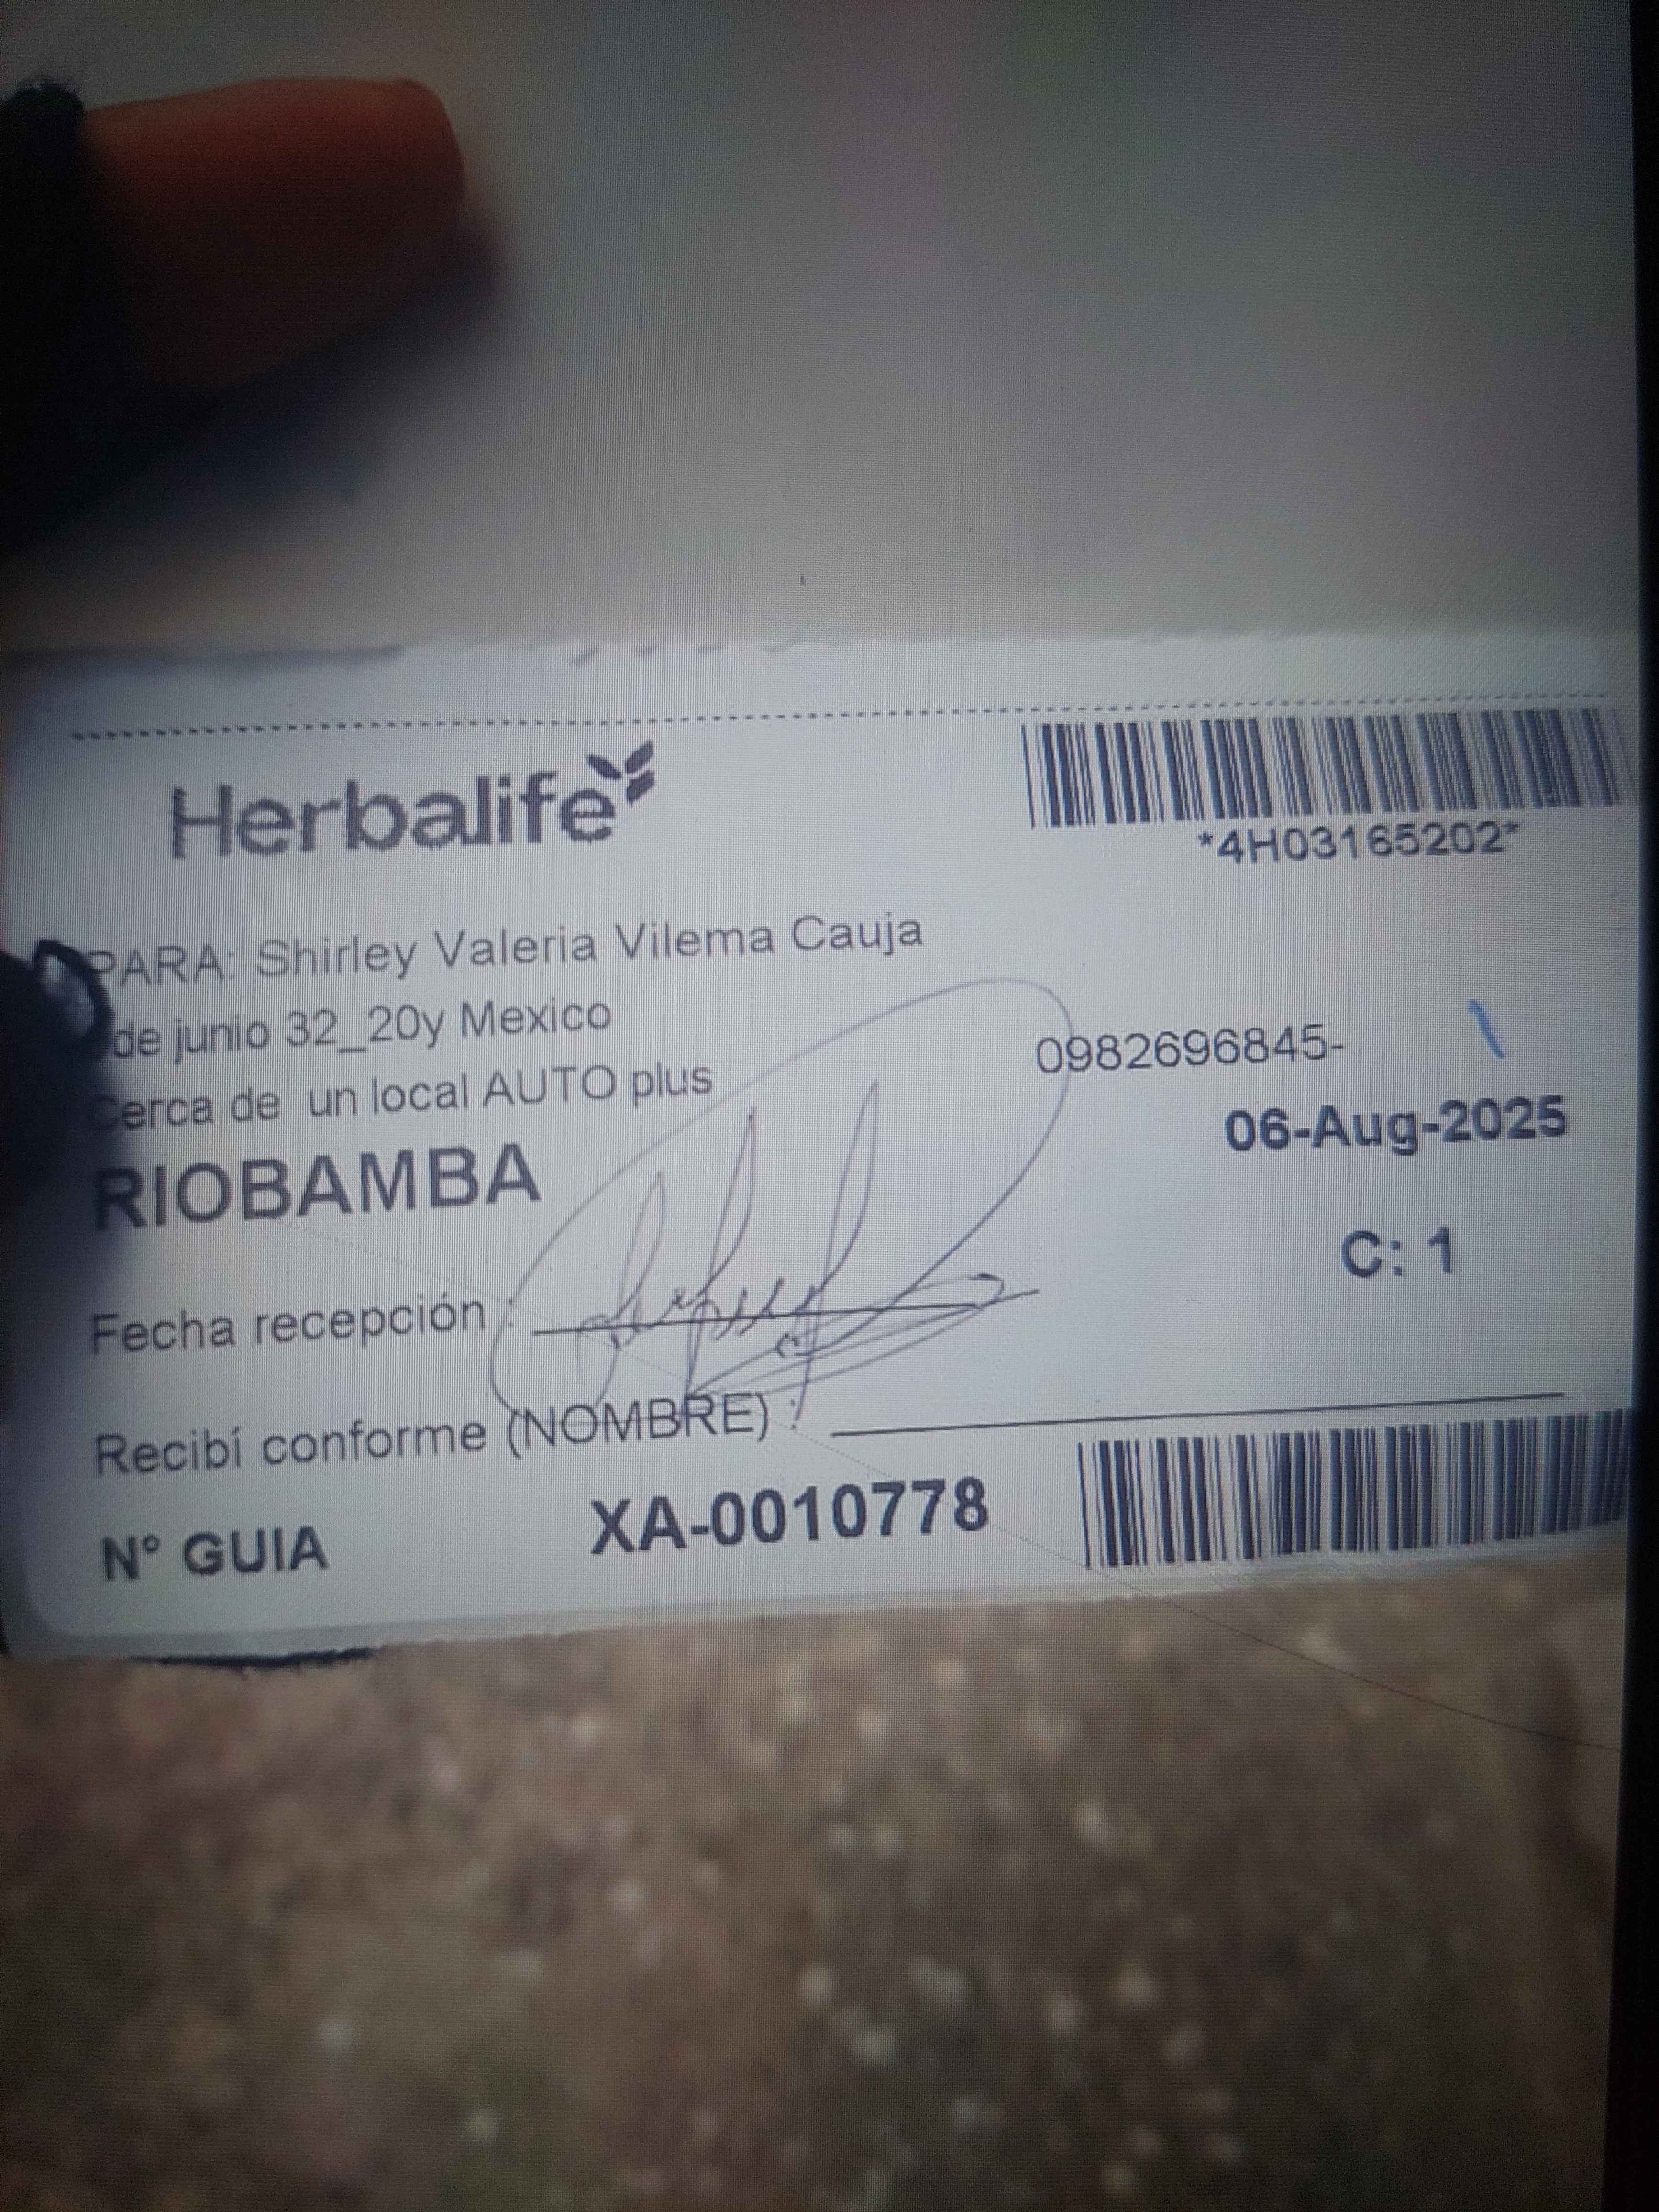 Herbalife
*4H03165202*
PARA: Shirley Valeria Vilema Cauja
de junio 32_20y Mexico
0982696845-
Cerca de un local AUTO plus
06-Aug-2025
RIOBAMBA
C: 1
Fecha recepción :
Recibí conforme (NOMBRE) :
N° GUIA XA-0010778